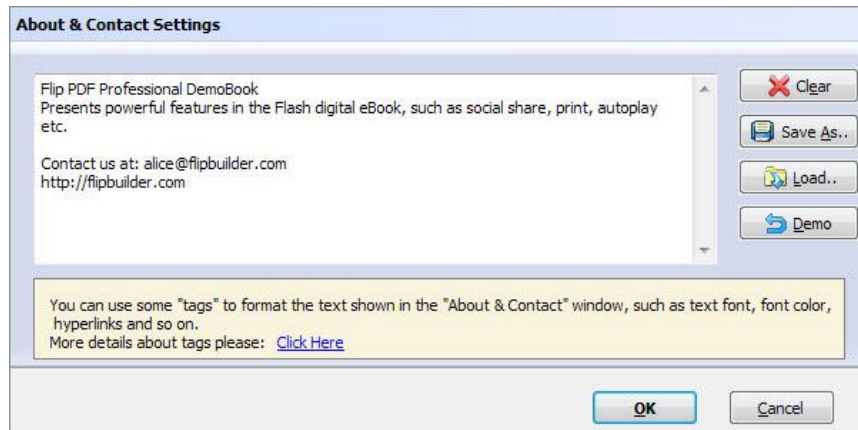 About & Contact Settings
Flip PDF Professional DemoBook
Presents powerful features in the Flash digital eBook, such as social share, print, autoplay
etc.
Contact us at: alice@flipbuilder.com
http://flipbuilder.com
Clear
Save As..
Load..
Demo
You can use some "tags" to format the text shown in the "About & Contact" window, such as text font, font color,
hyperlinks and so on.
More details about tags please: Click Here
OK
Cancel